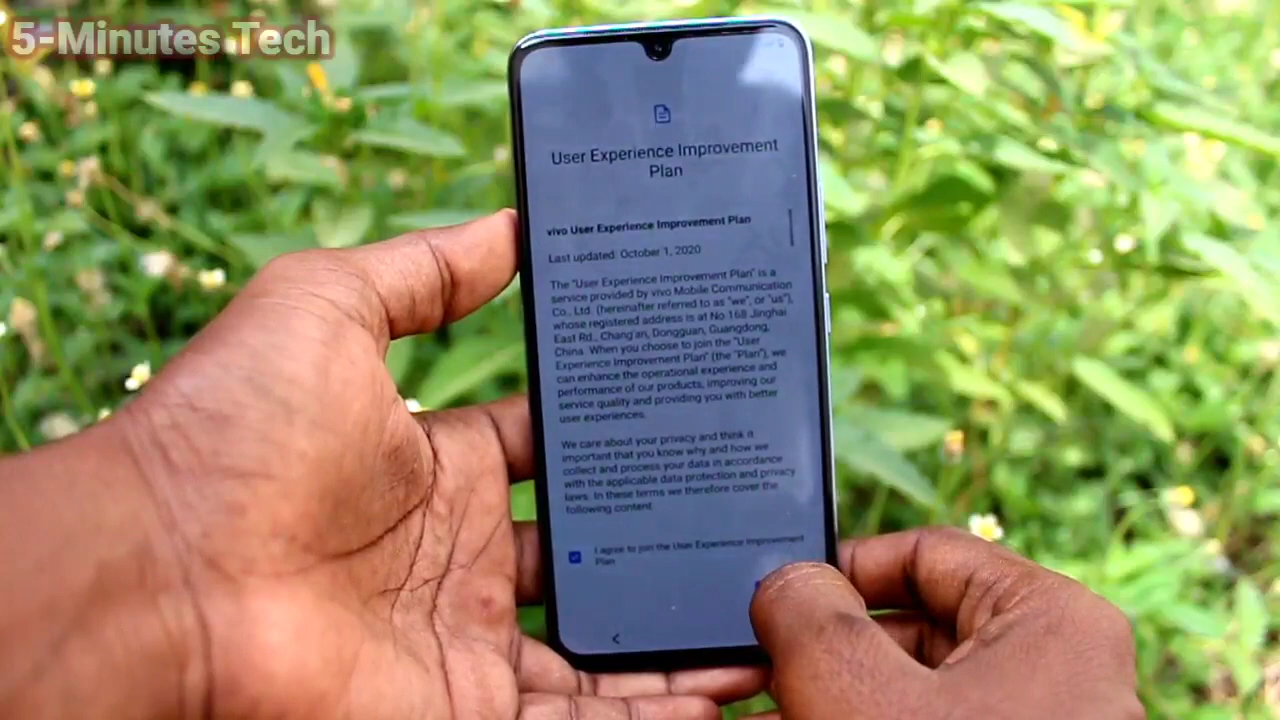 5-Minutes Tech
User Experience Improvement
Plan
vivo User Experience Improvement Plan
Last updated: October 1, 2020
The "User Experience Improvement Plan" is a
service provided by vivo Mobile Communication
Co., Ltd. (hereinafter referred to as "we", or "us"),
whose registered address is at No.168 Jinghai
East Rd., Chang'an, Dongguan, Guangdong,
China. When you choose to join the "User
Experience Improvement Plan" (the "Plan"), we
can enhance the operational experience and
performance of our products, improving our
service quality and providing you with better
user experiences.
We care about your privacy and think it
important that you know why and how we
collect and process your data in accordance
with the applicable data protection and privacy
laws. In these terms we therefore cover the
following content
I agree to join the User Experience Improvement
Plan